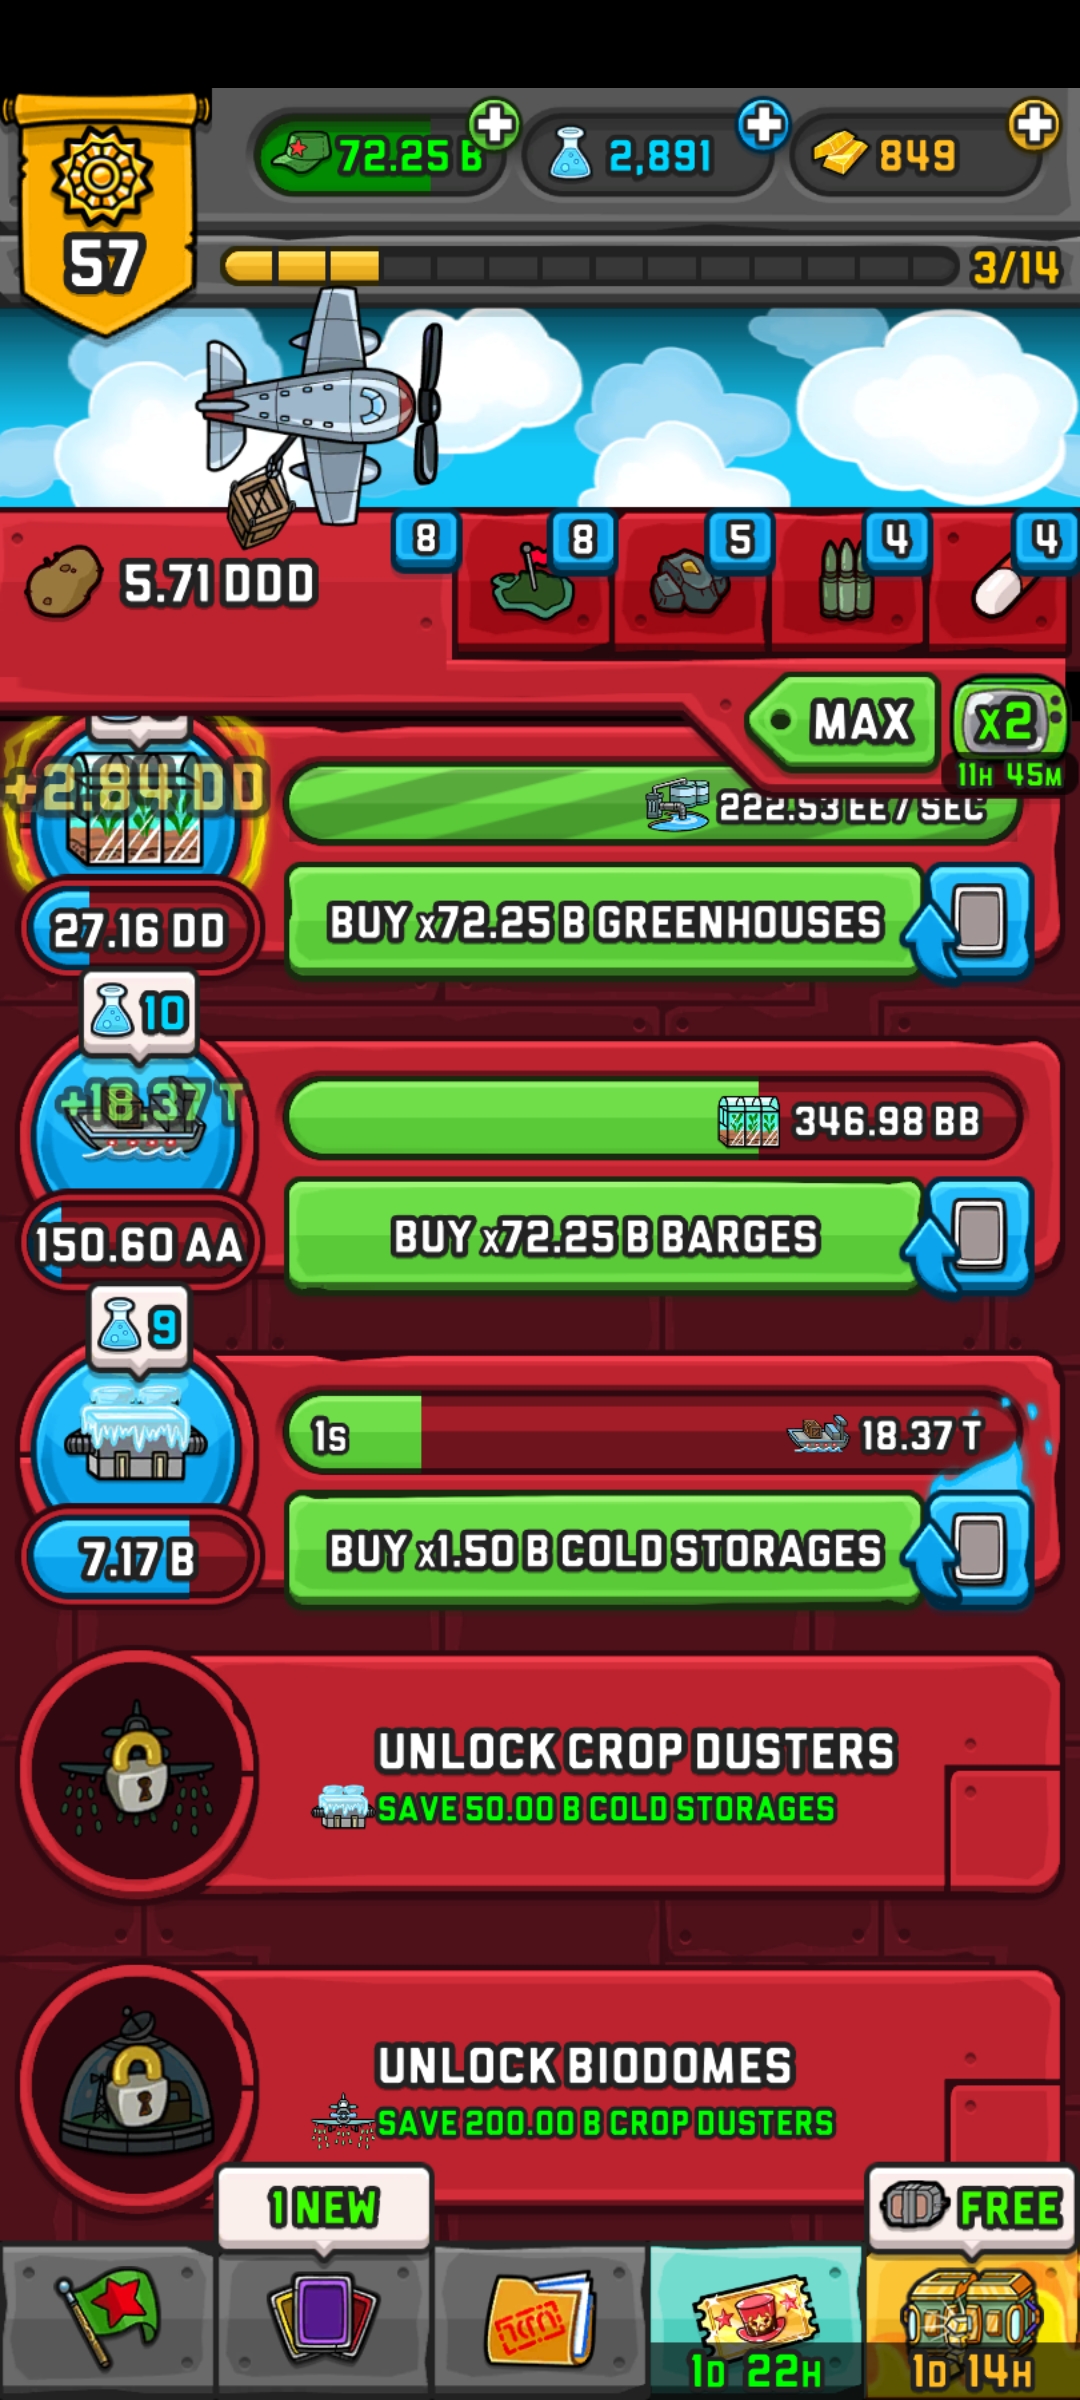 72.25 B
2,891
849
57
3/14
5.71 DDD
8
8
5
4
4
MAX
x2
11H 45M
+2.84 DD
222.53 EE / SEC
27.16 DD
BUY x72.25 B GREENHOUSES
10
+18.37 T
346.98 BB
150.60 AA
BUY x72.25 B BARGES
9
1s
18.37 T
7.17 B
BUY x1.50 B COLD STORAGES
UNLOCK CROP DUSTERS
SAVE 50.00 B COLD STORAGES
UNLOCK BIODOMES
SAVE 200.00 B CROP DUSTERS
1 NEW
FREE
1D 22H
1D 14H